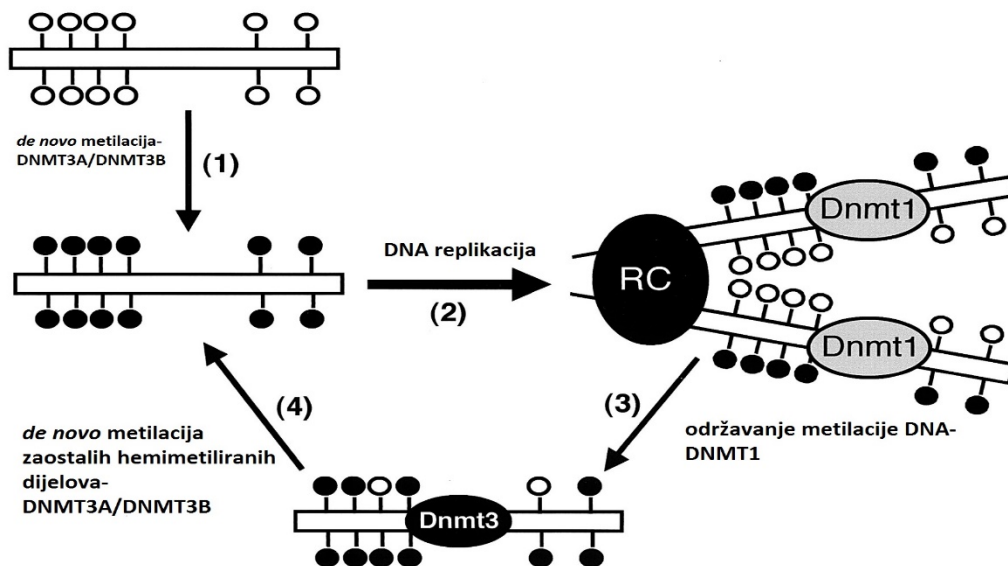 de novo metilacija-
DNMT3A/DNMT3B
(1)
DNA replikacija
(2)
RC
Dnmt1
Dnmt1
(3)
održavanje metilacije DNA-
DNMT1
(4)
de novo metilacija
zaostalih hemimetiliranih
dijelova-
DNMT3A/DNMT3B
Dnmt3